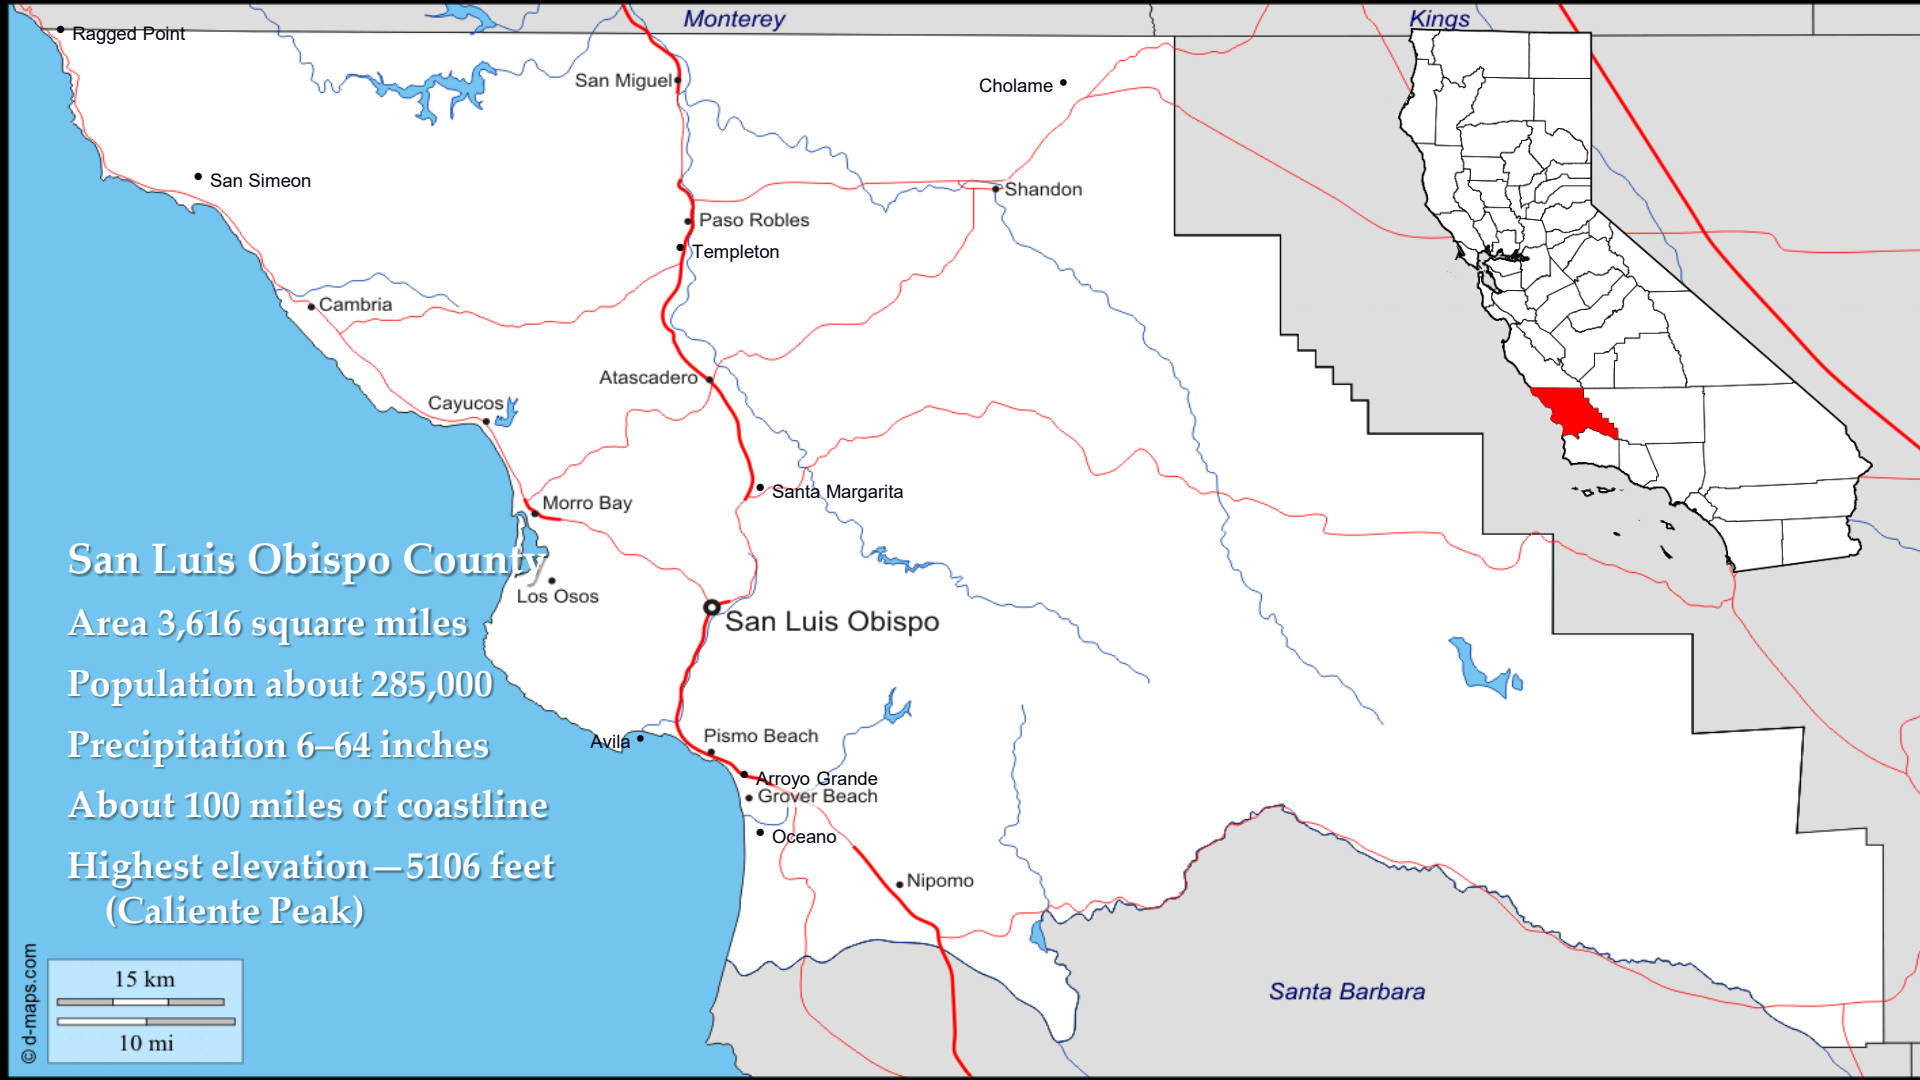 Monterey
Kings
Ragged Point
San Miguel
Cholame
San Simeon
Shandon
Paso Robles
Templeton
Cambria
Atascadero
Cayucos
Santa Margarita
Morro Bay
San Luis Obispo County
Los Osos
San Luis Obispo
Area 3,616 square miles
Population about 285,000
Precipitation 6–64 inches
Avila
Pismo Beach
Arroyo Grande
Grover Beach
About 100 miles of coastline
Oceano
Highest elevation—5106 feet
(Caliente Peak)
Nipomo
Santa Barbara
15 km
10 mi
© d-maps.com